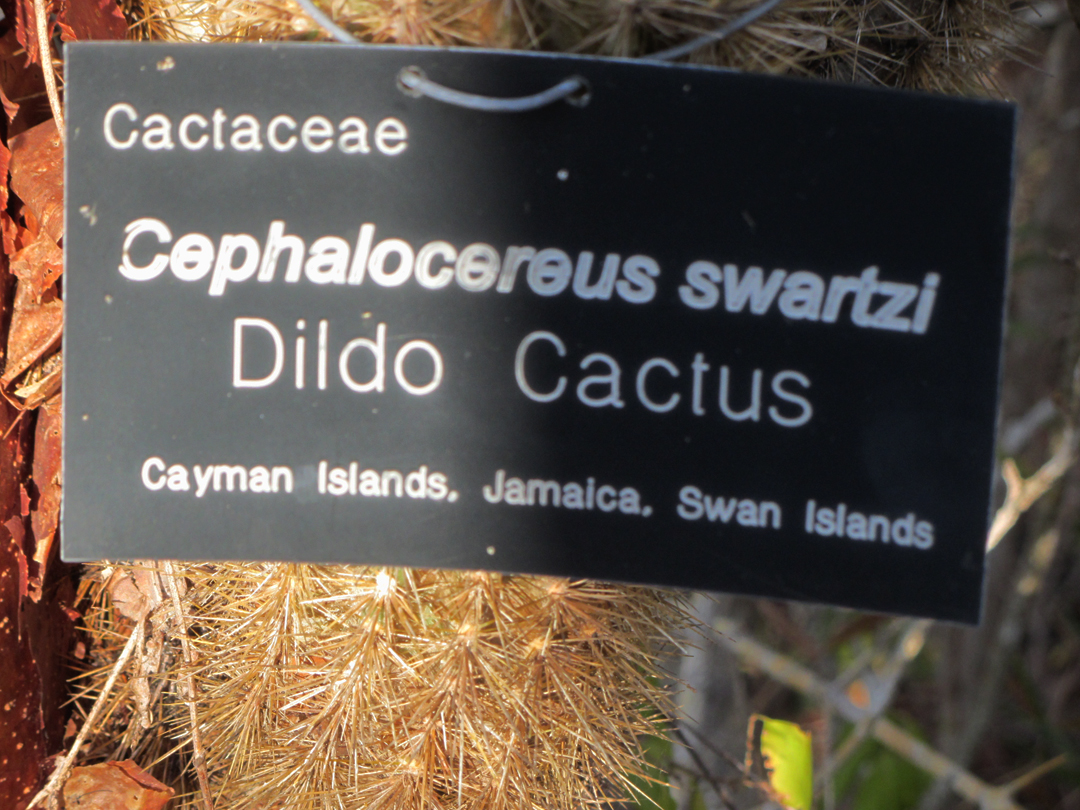 Cactaceae
Cephalocereus swartzi
Dildo Cactus
Cayman Islands, Jamaica, Swan Islands